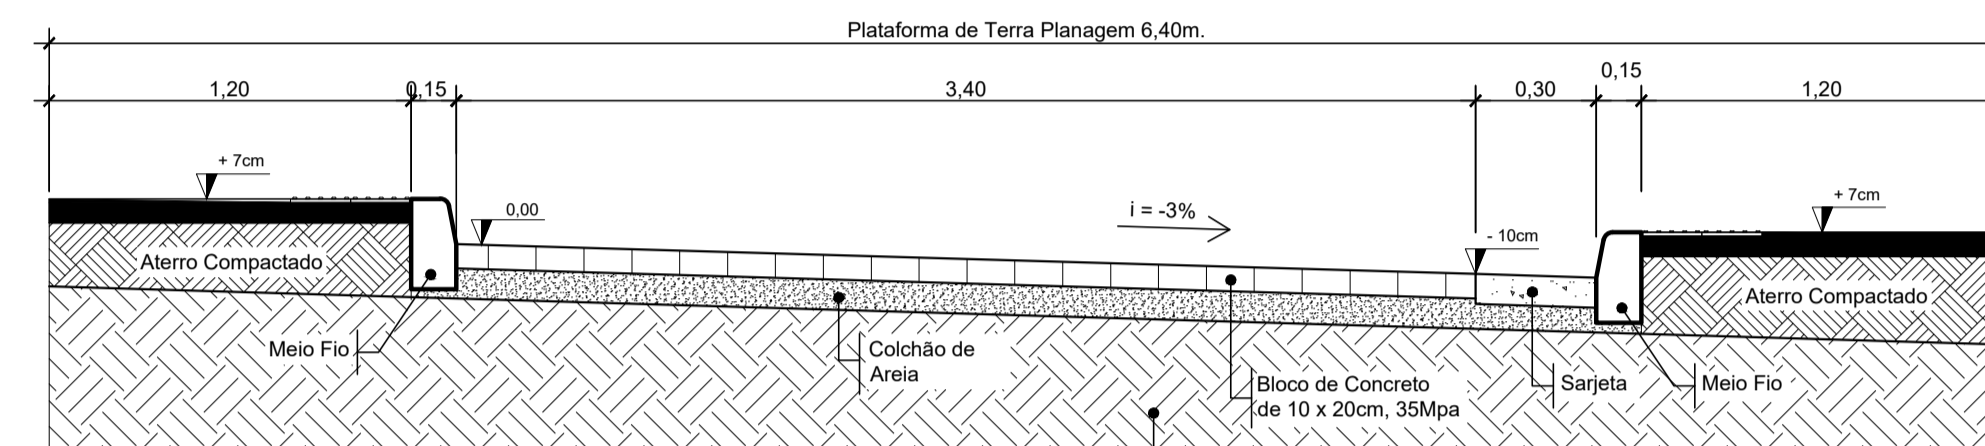 Plataforma de Terra Planagem 6,40m.
0,15
1,20
0,15
3,40
0,30
1,20
+ 7cm
0,00
i = -3%
- 10cm
+ 7cm
Aterro Compactado
Aterro Compactado
Meio Fio
Colchão de
Areia
Bloco de Concreto
de 10 x 20cm, 35Mpa
Sarjeta
Meio Fio